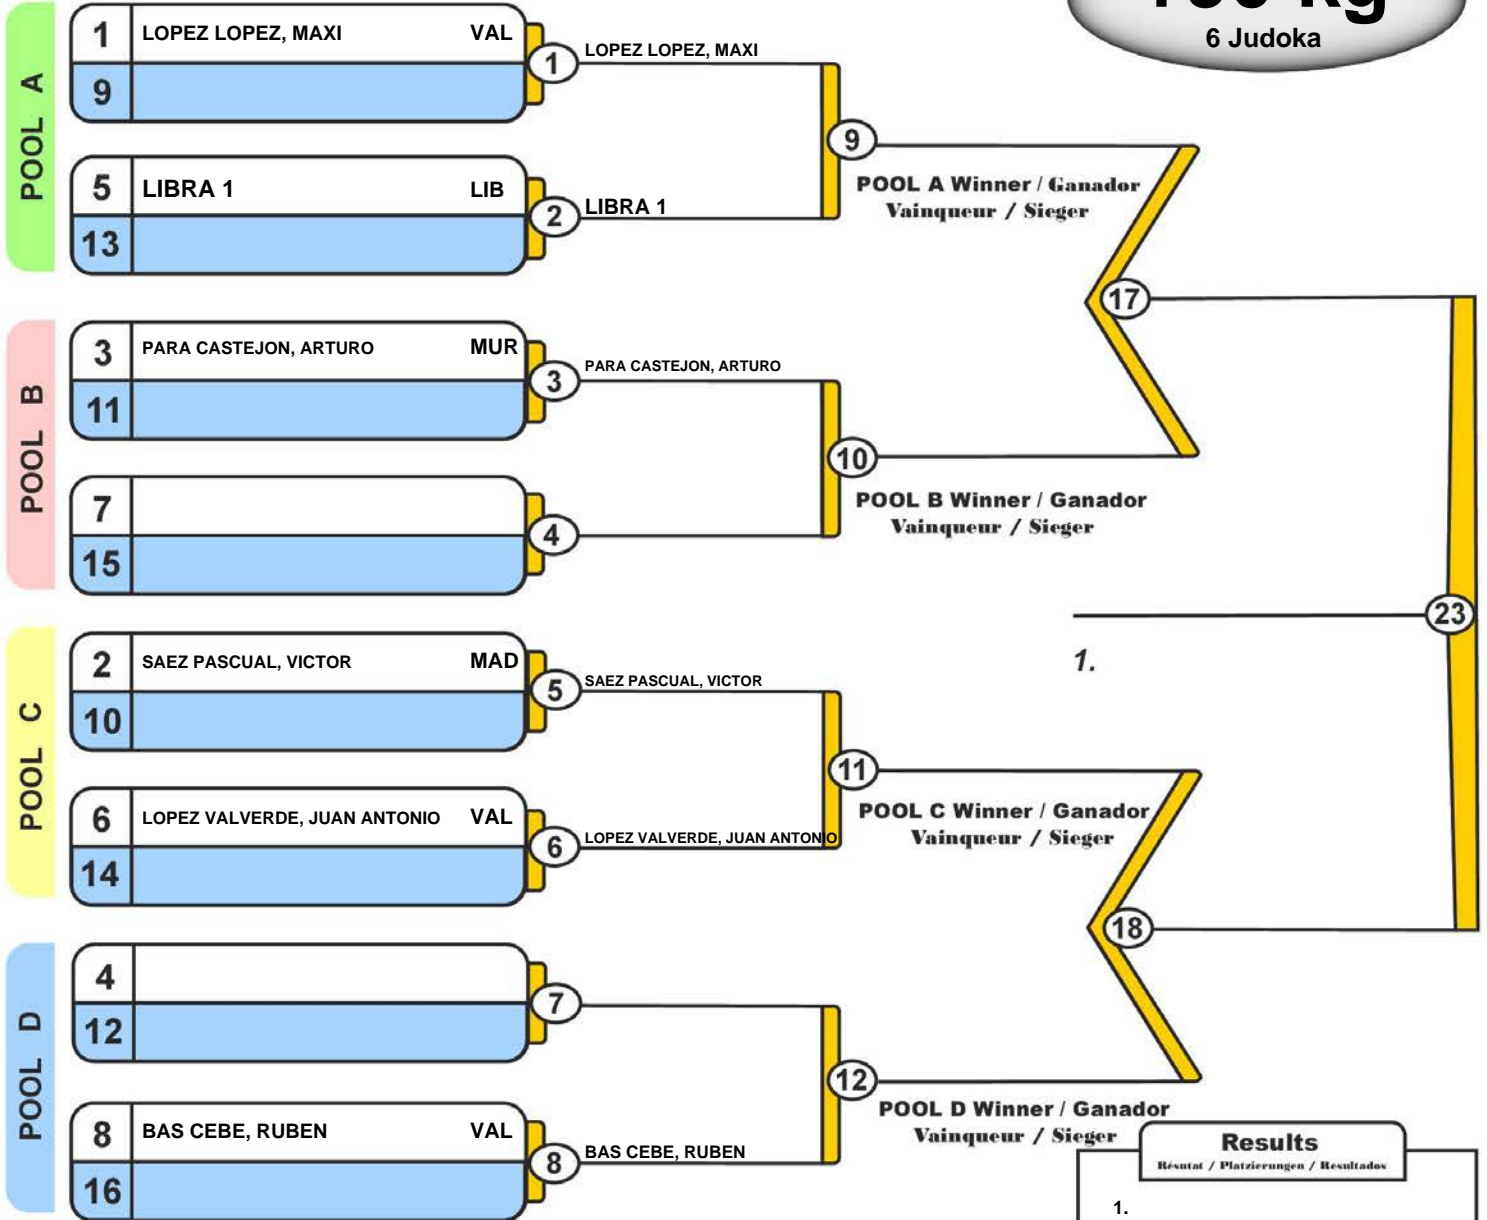 6 Judoka
POOL A
1 LOPEZ LOPEZ, MAXI VAL
9
1 LOPEZ LOPEZ, MAXI
5 LIBRA 1 LIB
13
2 LIBRA 1
9
POOL A Winner / Ganador
Vainqueur / Sieger
POOL B
3 PARA CASTEJON, ARTURO MUR
11
3 PARA CASTEJON, ARTURO
7
15
4
10
POOL B Winner / Ganador
Vainqueur / Sieger
17
POOL C
2 SAEZ PASCUAL, VICTOR MAD
10
5 SAEZ PASCUAL, VICTOR
6 LOPEZ VALVERDE, JUAN ANTONIO VAL
14
6 LOPEZ VALVERDE, JUAN ANTONIO
11
POOL C Winner / Ganador
Vainqueur / Sieger
POOL D
4
12
7
8 BAS CEBE, RUBEN VAL
16
8 BAS CEBE, RUBEN
12
POOL D Winner / Ganador
Vainqueur / Sieger
18
23
1.
Results
Résutat / Platzierungen / Resultados
1.